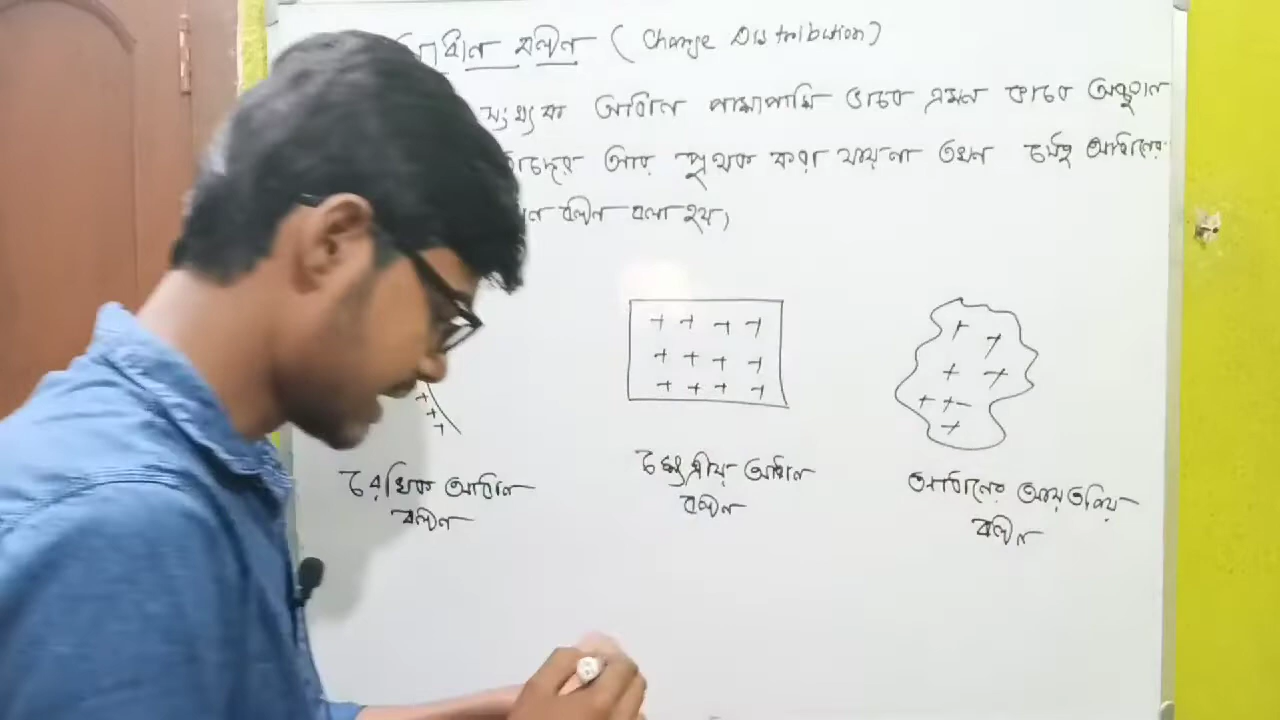 আধান বন্টন ( Charge Distribution )
সংখ্যক আধান পাশাপাশি ভাবে এমন ভাবে অবস্থান
তাদের আর পৃথক করা যায় না তখন সেই আধানের
বন্টন বলা হয়,
+ + + +
+ + + +
+ + + +
রেখিক আধান
বন্টন
ক্ষেত্রীয় আধান
বন্টন
আধানের আয়তনিয়
বন্টন